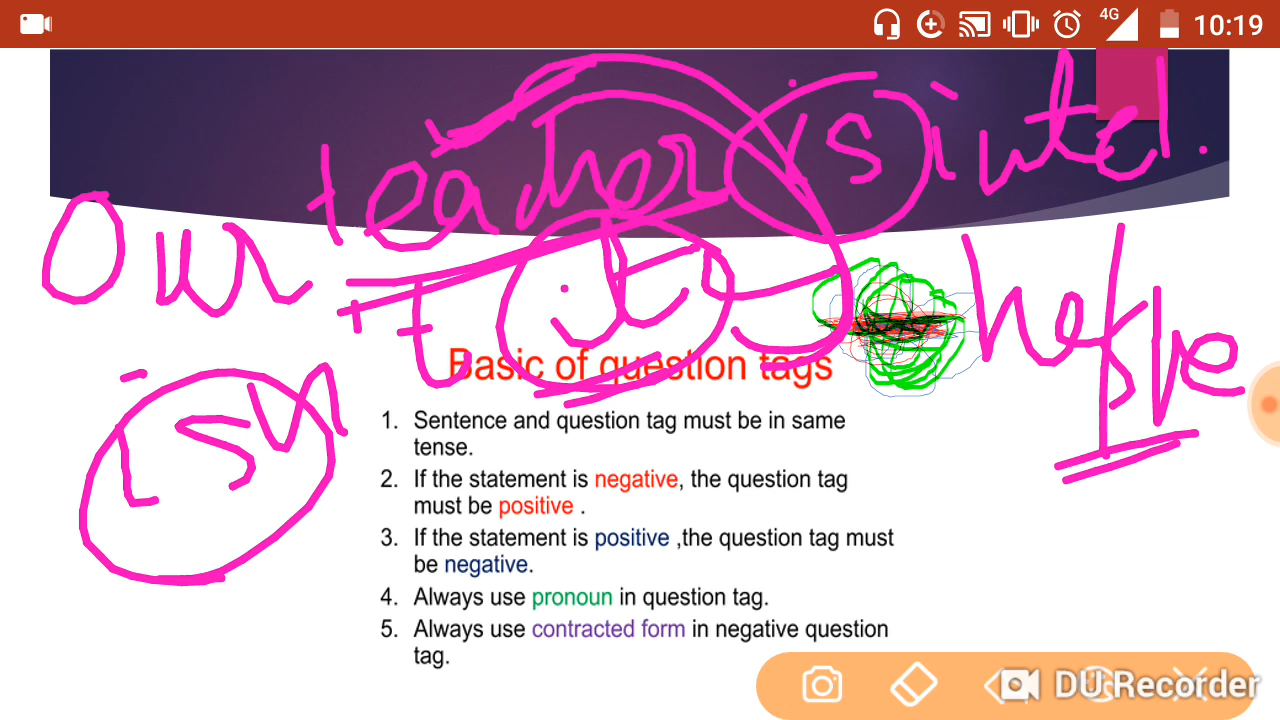 4G 10:19
Our teacher is intel.
Basic of question tags
isn
1. Sentence and question tag must be in same
tense.
2. If the statement is negative, the question tag
must be positive .
3. If the statement is positive ,the question tag must
be negative.
4. Always use pronoun in question tag.
5. Always use contracted form in negative question
tag.
DU Recorder